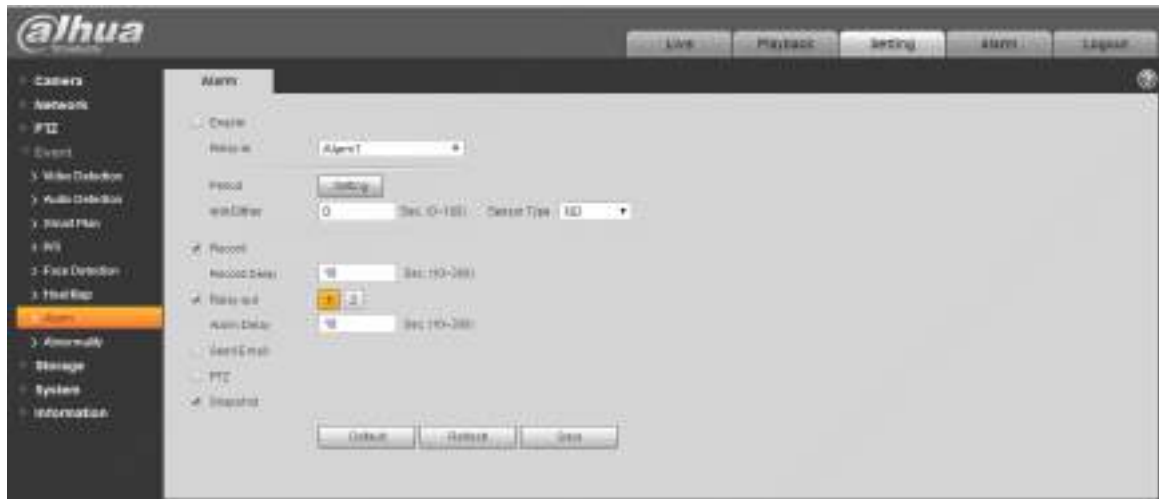 alhua
Live Playback Setting Alarm Logout
Camera
Network
PTZ
Event
Video Detection
Audio Detection
Smart Plan
IVS
Face Detection
Heat Map
Alarm
Abnormality
Storage
System
Information
Alarm
Enable
Relay-in Alarm1
Period Setting
Anti-Dither 0 Sec. (0~100) Sensor Type NO
Record
Record Delay 10 Sec. (10~300)
Relay-out 1 2
Alarm Delay 10 Sec. (10~300)
Send Email
PTZ
Snapshot
Default Refresh Save